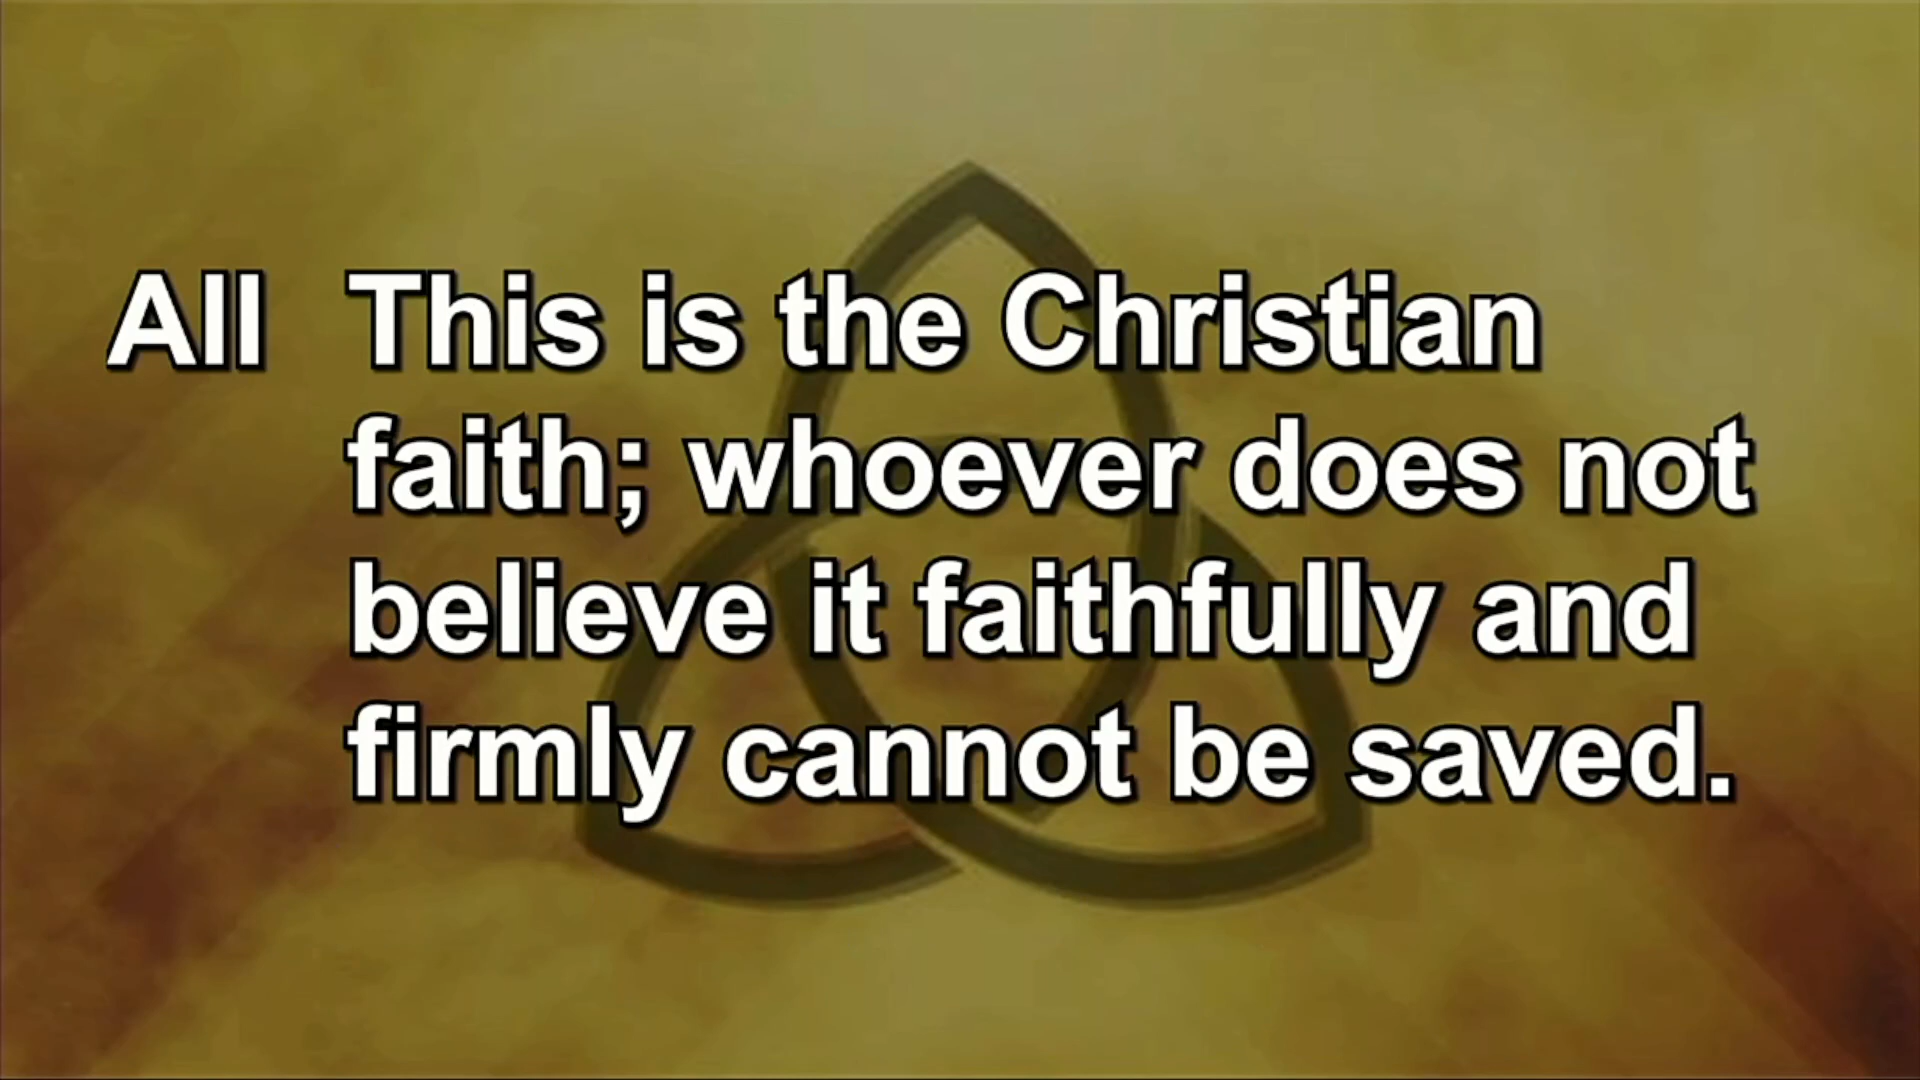 All This is the Christian
faith; whoever does not
believe it faithfully and
firmly cannot be saved.